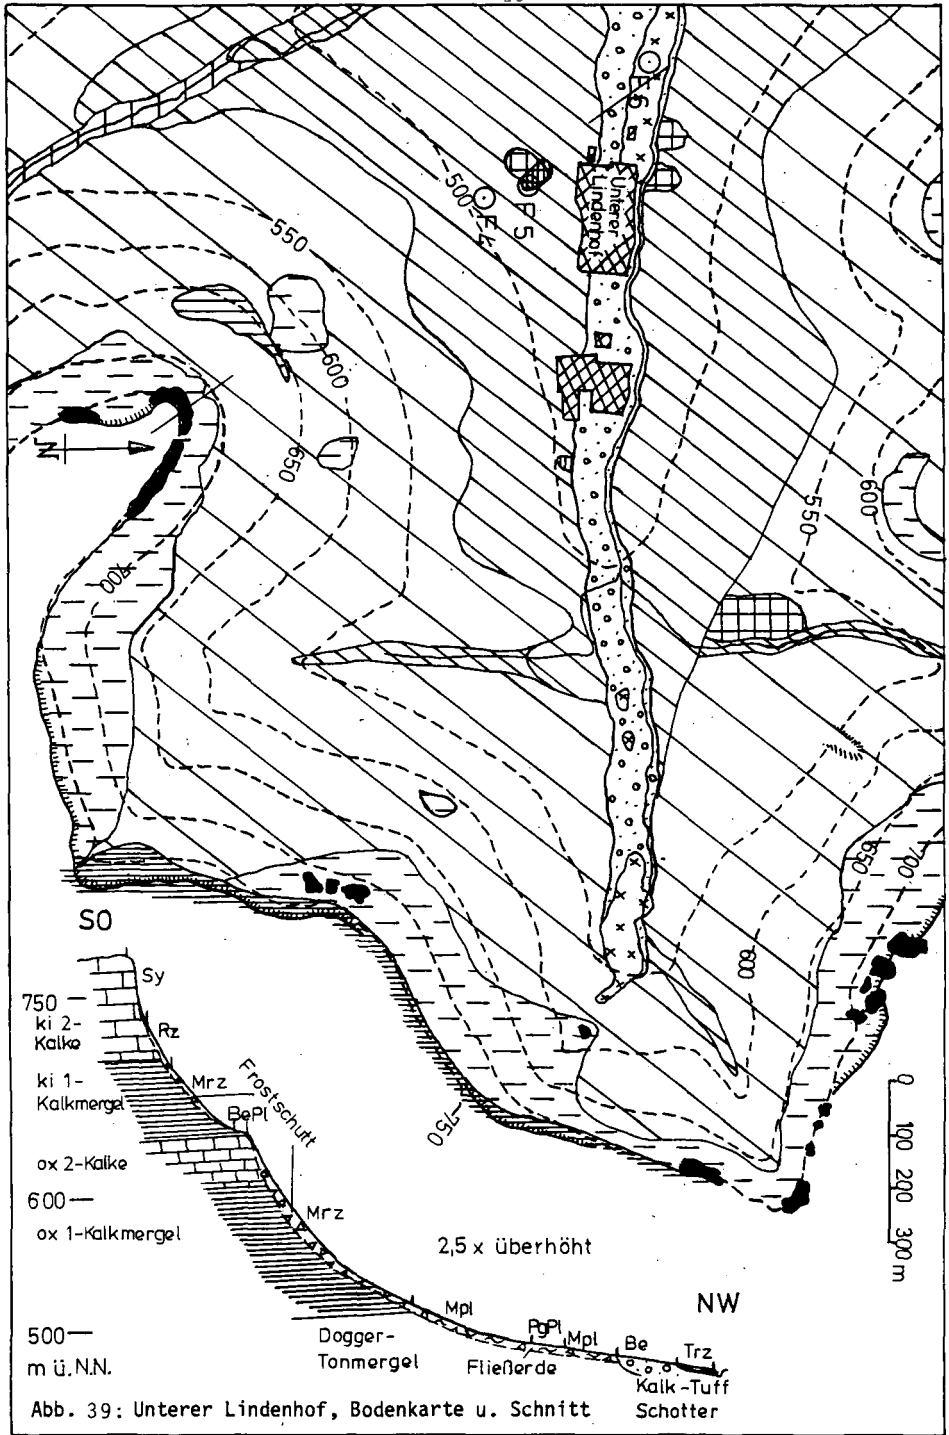 500
E4
F5
E6
Unterer
Lindenhof
550
600
650
700
N
550
600
650
700
600
750
0
100
200
300 m
SO
Sy
750
ki 2-
Kalke
Rz
ki 1-
Kalkmergel
Mrz
Frostschutt
BePl
ox 2-Kalke
600
Mrz
ox 1-Kalkmergel
2,5 x überhöht
NW
500
m ü.N.N.
Dogger-
Tonmergel
Mpl
Fließerde
PgPl
Mpl
Be
Trz
Kalk-Tuff
Schotter
Abb. 39: Unterer Lindenhof, Bodenkarte u. Schnitt